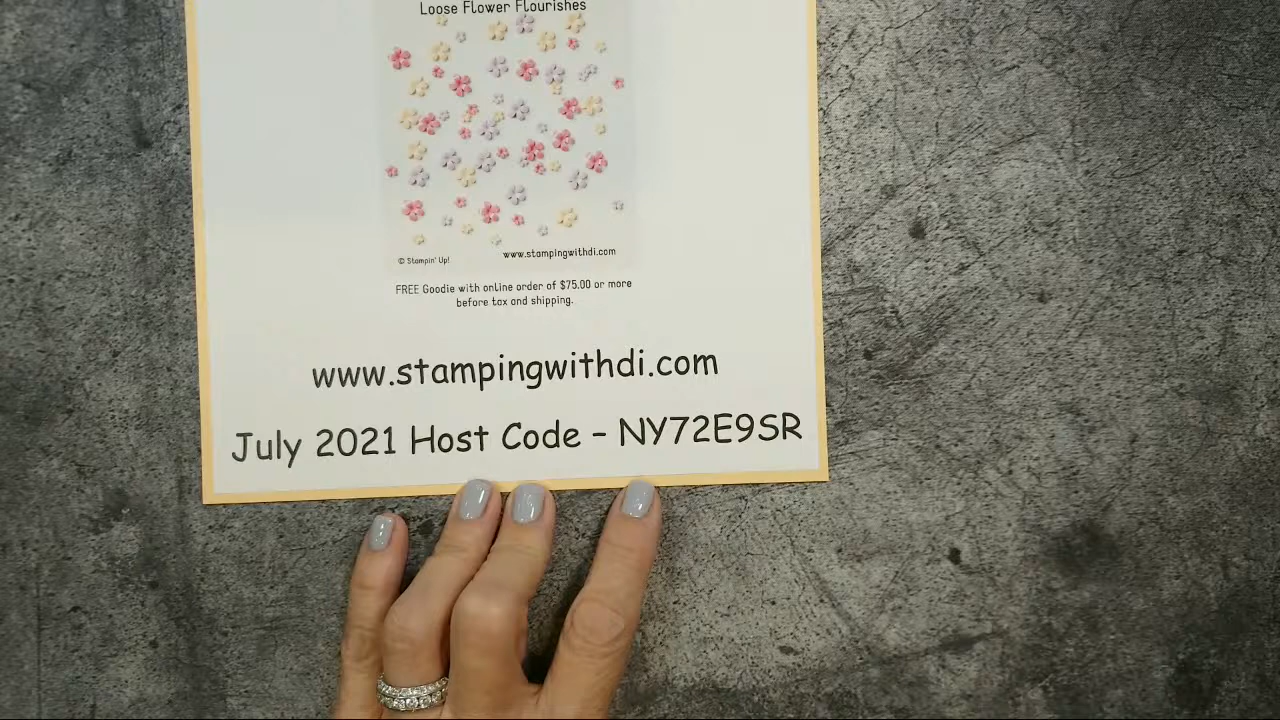 Loose Flower Flourishes
© Stampin' Up!
www.stampingwithdi.com
FREE Goodie with online order of $75.00 or more
before tax and shipping.
www.stampingwithdi.com
July 2021 Host Code – NY72E9SR